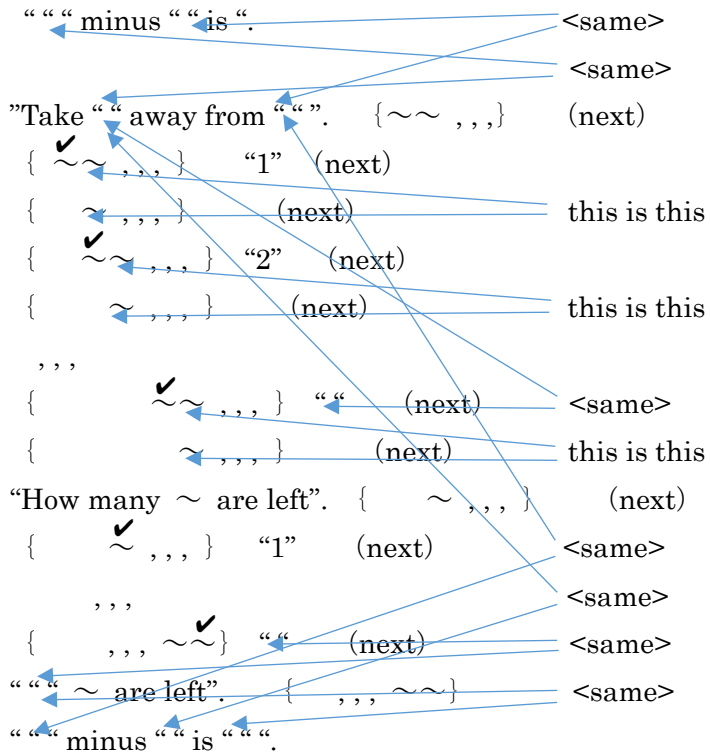 “ “ “ minus “ “ is “. <same>
<same>
”Take “ “ away from “ “ ”. {～～ , , ,} (next)
{ ✔～～ , , , } “1” (next)
{ ～ , , , } (next) this is this
{ ✔～～ , , , } “2” (next)
{ ～ , , , } (next) this is this
, , ,
{ ✔～～ , , , } “ “ (next) <same>
{ ～ , , , } (next) this is this
“How many ～ are left”. { ～ , , , } (next)
{ ✔～ , , , } “1” (next) <same>
, , , <same>
{ , , , ～✔～} “ “ (next) <same>
“ “ “ ～ are left”. { , , , ～～} <same>
“ “ “ minus “ “ is “ “ “.